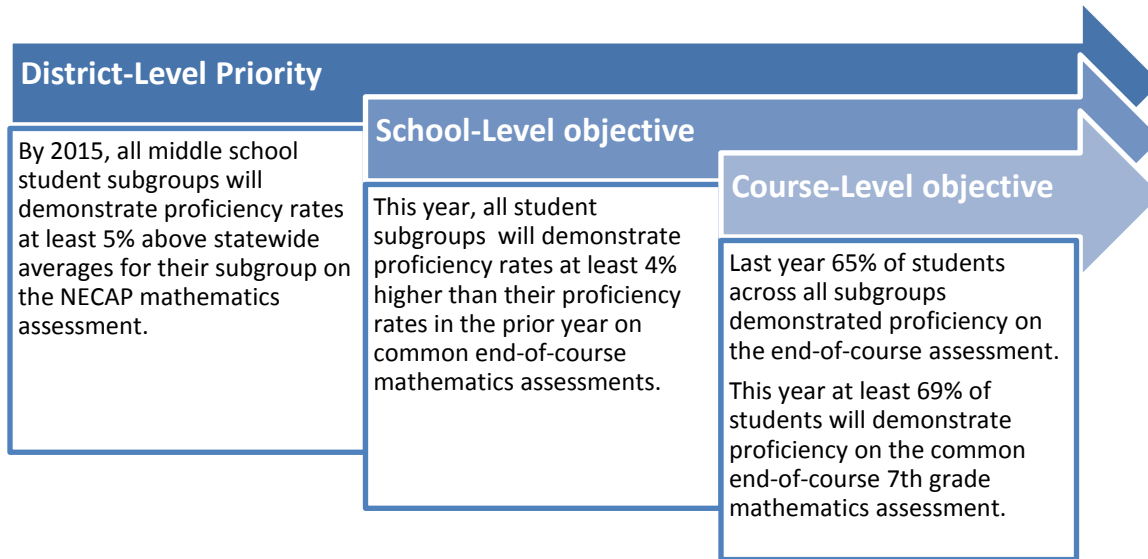 District-Level Priority
By 2015, all middle school
student subgroups will
demonstrate proficiency rates
at least 5% above statewide
averages for their subgroup on
the NECAP mathematics
assessment.
School-Level objective
This year, all student
subgroups will demonstrate
proficiency rates at least 4%
higher than their proficiency
rates in the prior year on
common end-of-course
mathematics assessments.
Course-Level objective
Last year 65% of students
across all subgroups
demonstrated proficiency on
the end-of-course assessment.
This year at least 69% of
students will demonstrate
proficiency on the common
end-of-course 7th grade
mathematics assessment.